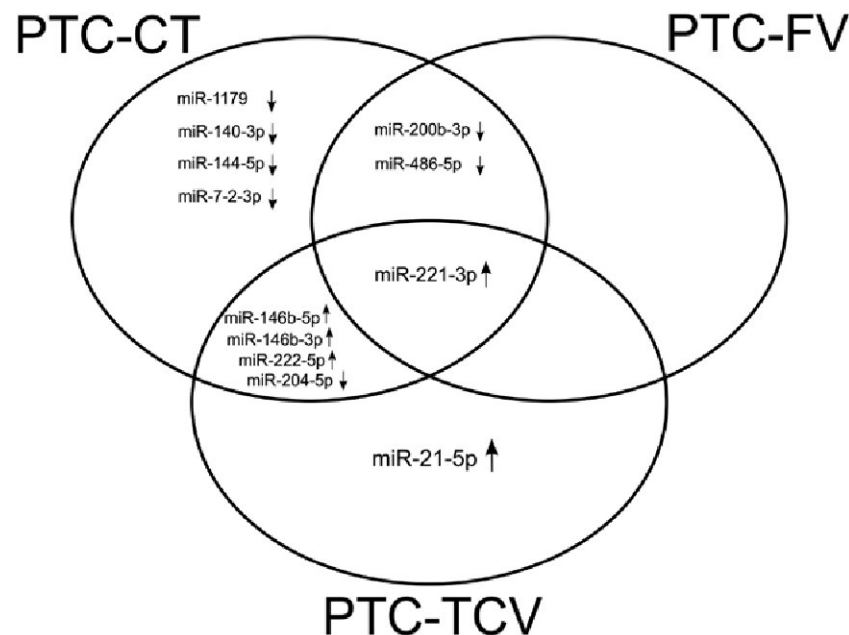 PTC-CT
PTC-FV
miR-1179 ↓
miR-140-3p ↓
miR-144-5p ↓
miR-7-2-3p ↓
miR-200b-3p ↓
miR-486-5p ↓
miR-221-3p ↑
miR-146b-5p ↑
miR-146b-3p ↑
miR-222-5p ↑
miR-204-5p ↓
miR-21-5p ↑
PTC-TCV